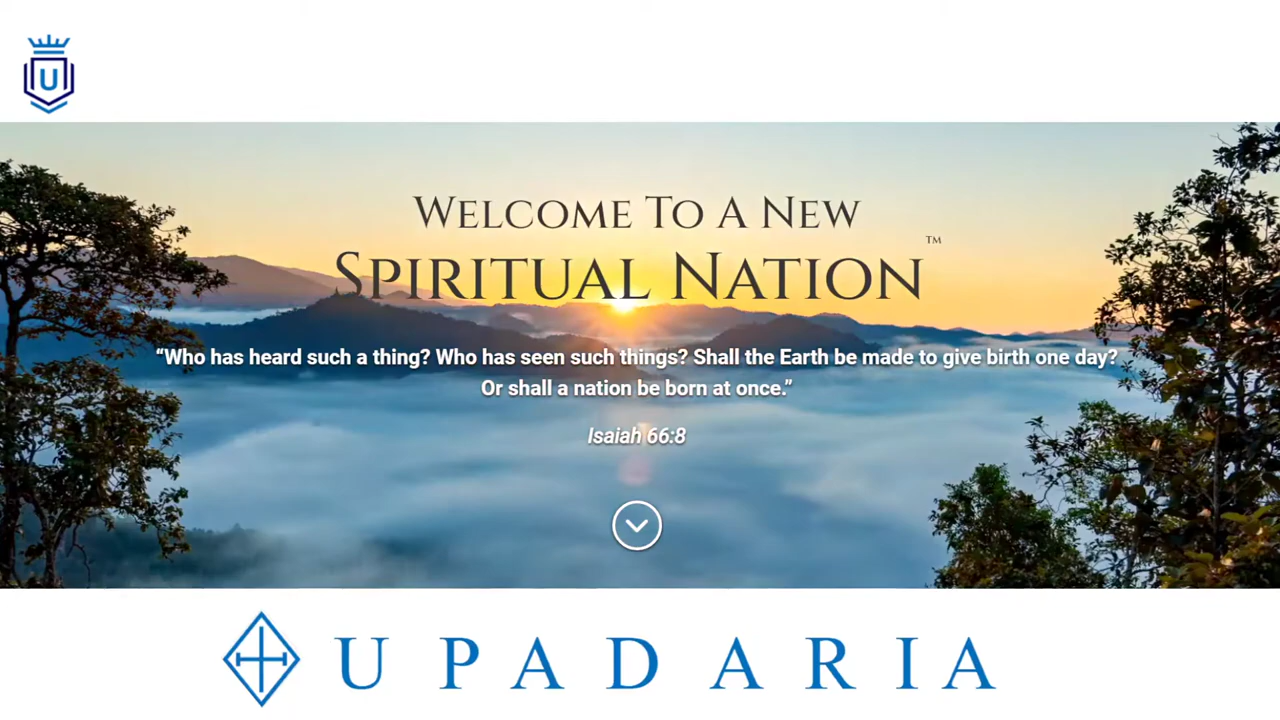 U
WELCOME TO A NEW
SPIRITUAL NATION™
“Who has heard such a thing? Who has seen such things? Shall the Earth be made to give birth one day?
Or shall a nation be born at once.”
Isaiah 66:8
UPADARIA